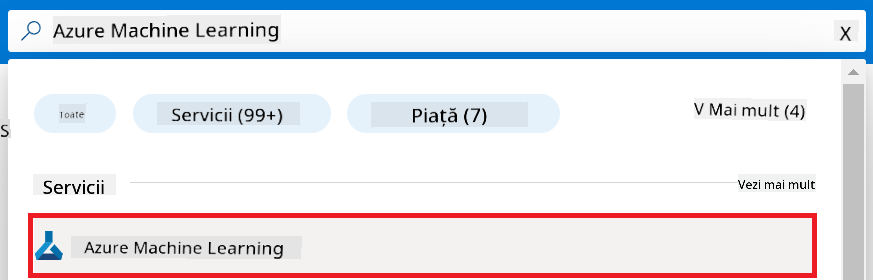 Azure Machine Learning X
Toate Servicii (99+) Piață (7) V Mai mult (4)
S
Servicii Vezi mai mult
Azure Machine Learning